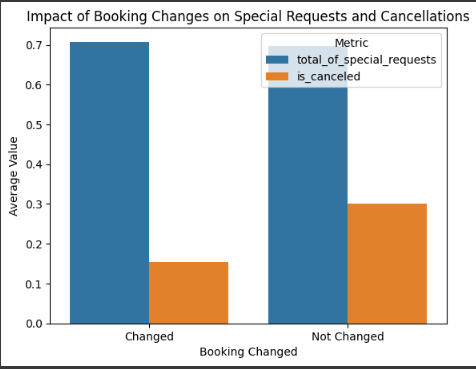 Impact of Booking Changes on Special Requests and Cancellations
Metric
total_of_special_requests
is_canceled
0.7
0.6
0.5
0.4
0.3
0.2
0.1
0.0
Average Value
Changed
Not Changed
Booking Changed